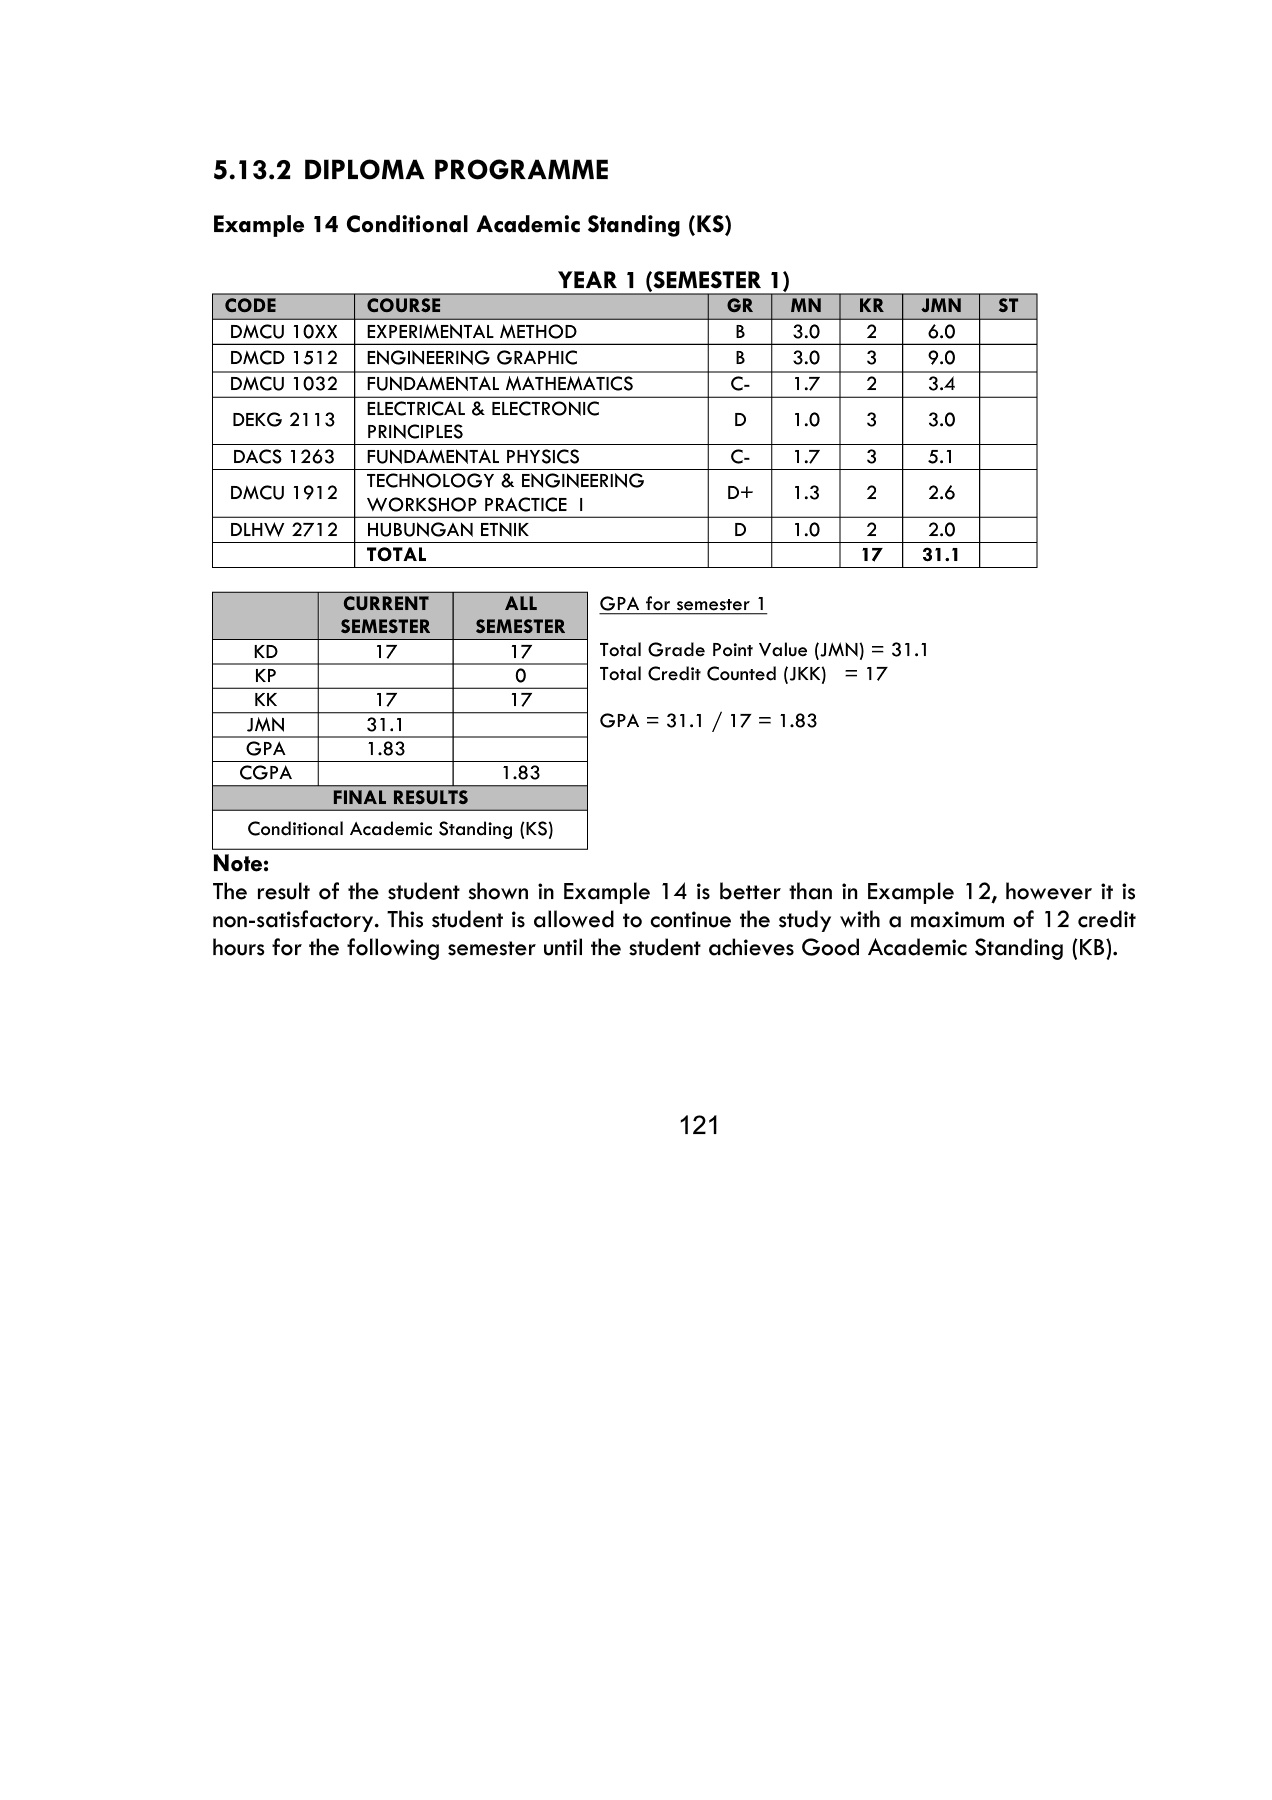 5.13.2 DIPLOMA PROGRAMME
Example 14 Conditional Academic Standing (KS)
YEAR 1 (SEMESTER 1)
CODE COURSE GR MN KR JMN ST
DMCU 10XX EXPERIMENTAL METHOD B 3.0 2 6.0
DMCD 1512 ENGINEERING GRAPHIC B 3.0 3 9.0
DMCU 1032 FUNDAMENTAL MATHEMATICS C- 1.7 2 3.4
DEKG 2113 ELECTRICAL & ELECTRONIC
PRINCIPLES D 1.0 3 3.0
DACS 1263 FUNDAMENTAL PHYSICS C- 1.7 3 5.1
DMCU 1912 TECHNOLOGY & ENGINEERING
WORKSHOP PRACTICE I D+ 1.3 2 2.6
DLHW 2712 HUBUNGAN ETNIK D 1.0 2 2.0
TOTAL 17 31.1
CURRENT SEMESTER ALL SEMESTER
KD 17 17
KP 0
KK 17 17
JMN 31.1
GPA 1.83
CGPA 1.83
FINAL RESULTS
Conditional Academic Standing (KS)
GPA for semester 1
Total Grade Point Value (JMN) = 31.1
Total Credit Counted (JKK) = 17
GPA = 31.1 / 17 = 1.83
Note:
The result of the student shown in Example 14 is better than in Example 12, however it is
non-satisfactory. This student is allowed to continue the study with a maximum of 12 credit
hours for the following semester until the student achieves Good Academic Standing (KB).
121